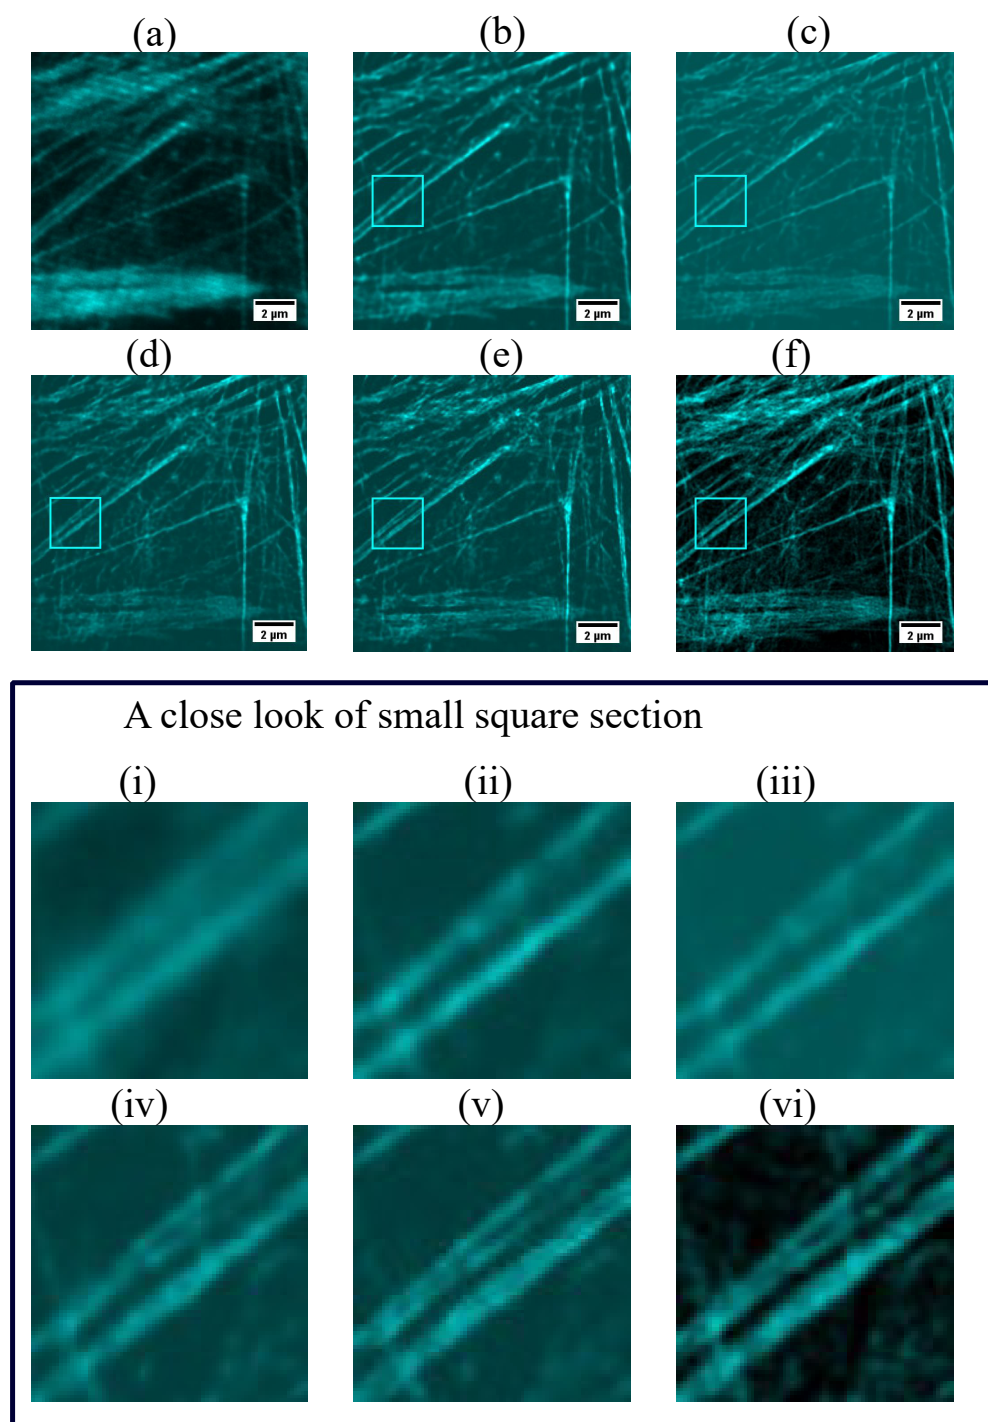 (a) (b) (c)
2 µm 2 µm 2 µm
(d) (e) (f)
2 µm 2 µm 2 µm
A close look of small square section
(i) (ii) (iii)
(iv) (v) (vi)